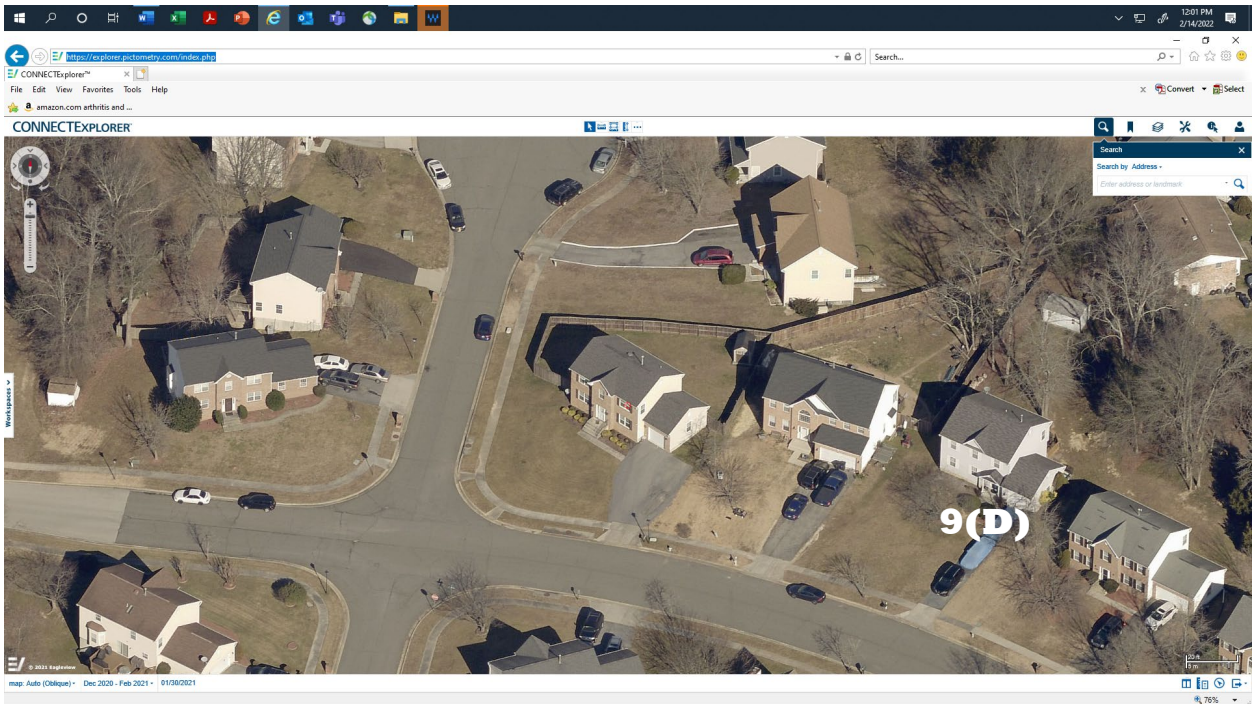 12:01 PM
2/14/2022
https://explorer.pictometry.com/index.php
Search...
CONNECTExplorer™
File Edit View Favorites Tools Help
x Convert Select
amazon.com arthritis and ...
CONNECTEXPLORER
Search
Search by Address
Enter address or landmark
Workspaces
9(D)
© 2021 Eagleview
20 ft
5 m
map: Auto (Oblique) Dec 2020 - Feb 2021 01/30/2021
76%